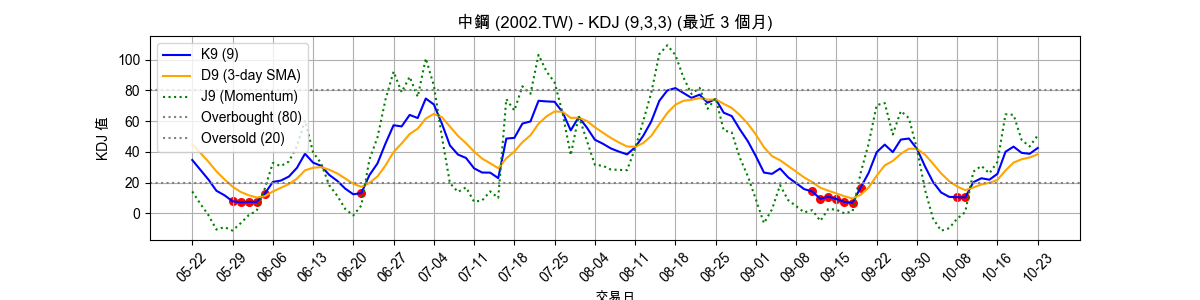 中鋼 (2002.TW) - KDJ (9,3,3) (最近 3 個月)
K9 (9)
D9 (3-day SMA)
J9 (Momentum)
Overbought (80)
Oversold (20)
KDJ 值
100
80
60
40
20
0
05-22 05-29 06-06 06-13 06-20 06-27 07-04 07-11 07-18 07-25 08-04 08-11 08-18 08-25 09-01 09-08 09-15 09-22 09-30 10-08 10-16 10-23
交易日